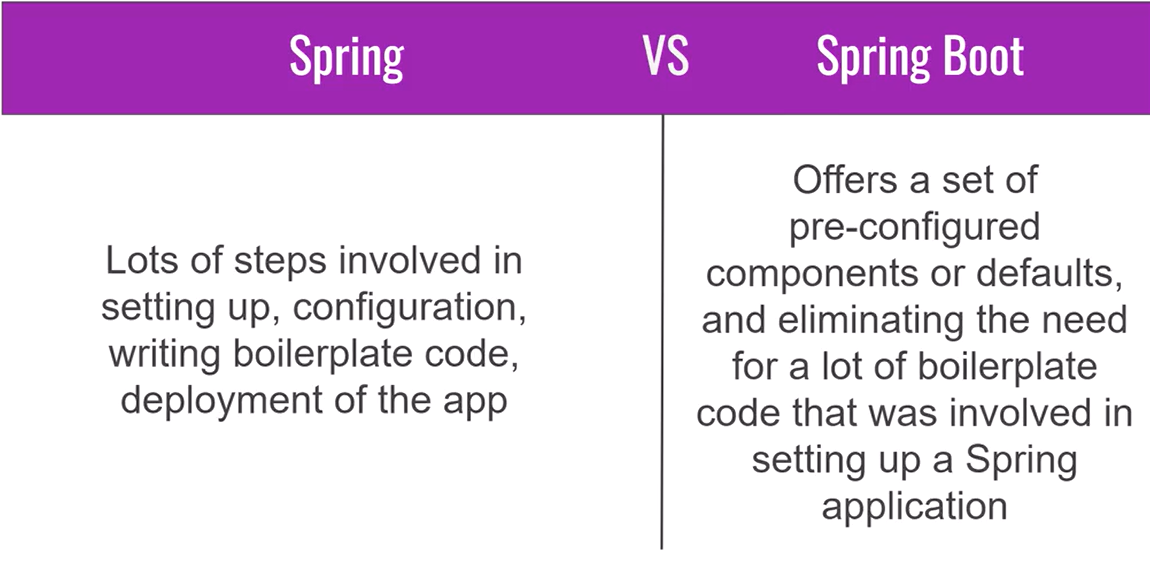 Spring VS Spring Boot
Lots of steps involved in
setting up, configuration,
writing boilerplate code,
deployment of the app
Offers a set of
pre-configured
components or defaults,
and eliminating the need
for a lot of boilerplate
code that was involved in
setting up a Spring
application